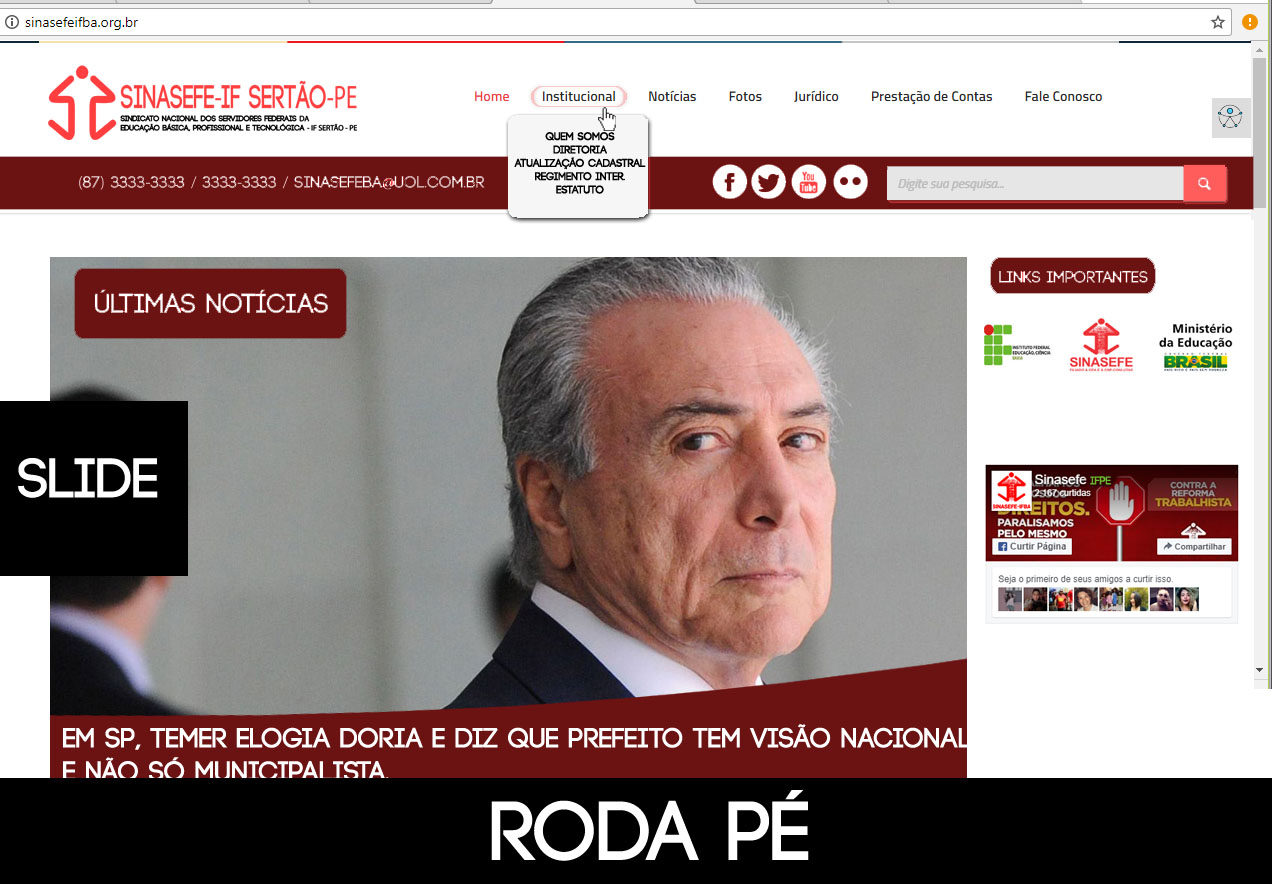 sinasefeifba.org.br
SINASEFE-IF SERTÃO-PE
SINDICATO NACIONAL DOS SERVIDORES FEDERAIS DA
EDUCAÇÃO BÁSICA, PROFISSIONAL E TECNOLÓGICA - IF SERTÃO - PE
Home Institucional Notícias Fotos Jurídico Prestação de Contas Fale Conosco
QUEM SOMOS
DIRETORIA
ATUALIZAÇÃO CADASTRAL
REGIMENTO INTER.
ESTATUTO
(87) 3333-3333 / 3333-3333 / SINASEFEBA@UOL.COM.BR
You Tube
Digite sua pesquisa...
ÚLTIMAS NOTÍCIAS
LINKS IMPORTANTES
INSTITUTO FEDERAL
EDUCAÇÃO, CIÊNCIA
SINASEFE
Ministério
da Educação
BRASIL
SLIDE
Sinasefe IFPE
2.167 curtidas
DIREITOS.
PARALISAMOS
PELO MESMO
SINASEFE-IFBA
CONTRA A
REFORMA
TRABALHISTA
Curtir Página
Compartilhar
Seja o primeiro de seus amigos a curtir isso.
EM SP, TEMER ELOGIA DORIA E DIZ QUE PREFEITO TEM VISÃO NACIONAL
E NÃO SÓ MUNICIPALISTA.
RODA PÉ